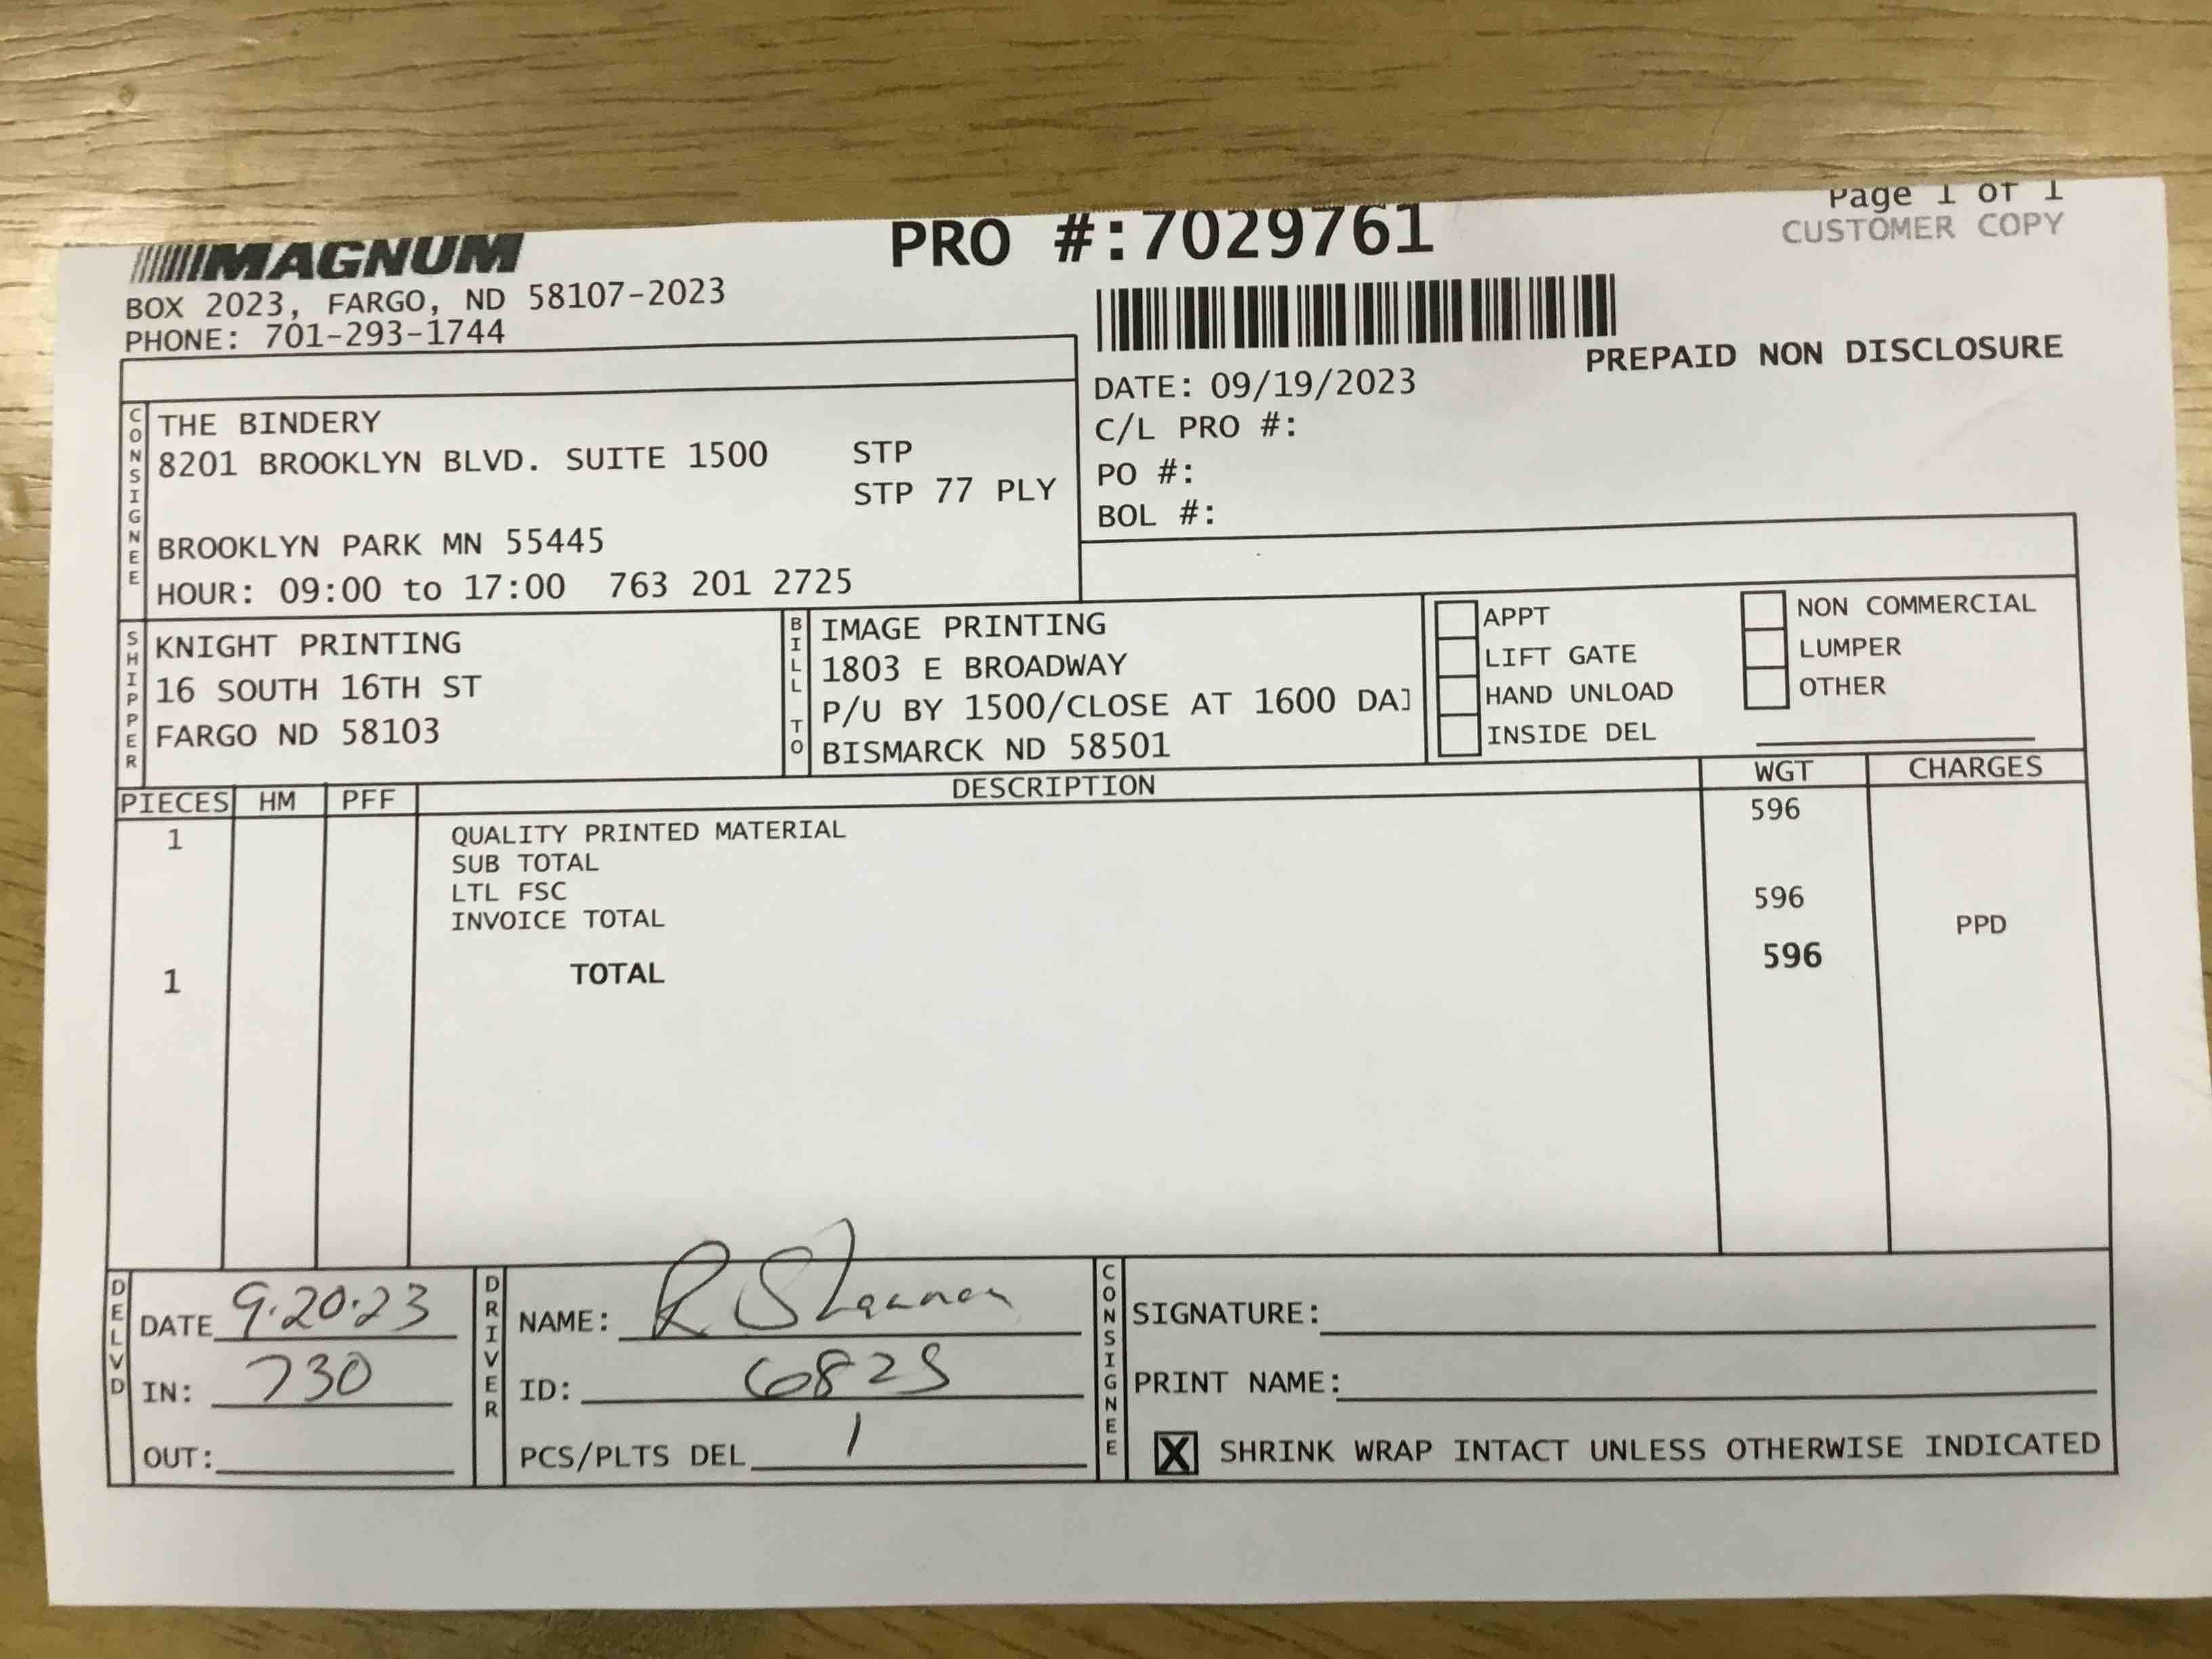 Page 1 of 1
MAGNUM
PRO #:7029761
CUSTOMER COPY
BOX 2023, FARGO, ND 58107-2023
PHONE: 701-293-1744
PREPAID NON DISCLOSURE
DATE: 09/19/2023
C/L PRO #:
PO #:
BOL #:
CONSIGNEE
THE BINDERY
8201 BROOKLYN BLVD. SUITE 1500 STP
STP 77 PLY
BROOKLYN PARK MN 55445
HOUR: 09:00 to 17:00 763 201 2725
SHIPPER
KNIGHT PRINTING
16 SOUTH 16TH ST
FARGO ND 58103
BILL TO
IMAGE PRINTING
1803 E BROADWAY
P/U BY 1500/CLOSE AT 1600 DA]
BISMARCK ND 58501
APPT
LIFT GATE
HAND UNLOAD
INSIDE DEL
NON COMMERCIAL
LUMPER
OTHER
PIECES HM PFF DESCRIPTION WGT CHARGES
1 QUALITY PRINTED MATERIAL 596
SUB TOTAL
LTL FSC 596
INVOICE TOTAL PPD
1 TOTAL 596
DELVD
DATE 9.20.23
IN: 730
OUT:
DRIVER
NAME: R Shannon
ID: 6825
PCS/PLTS DEL 1
CONSIGNEE
SIGNATURE:
PRINT NAME:
X SHRINK WRAP INTACT UNLESS OTHERWISE INDICATED